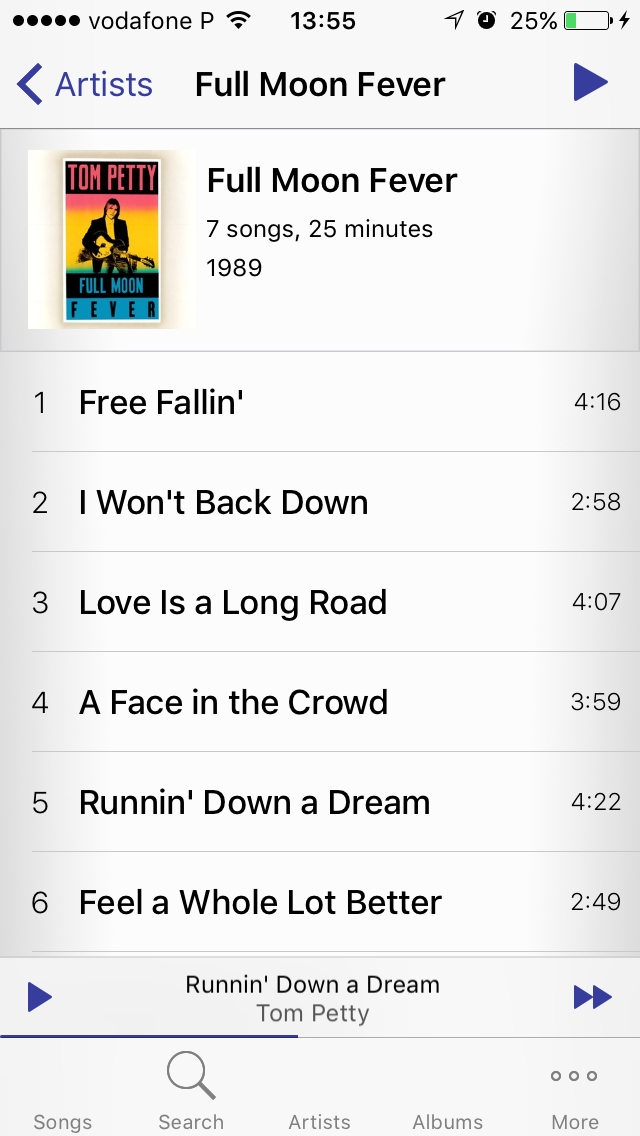 vodafone P 13:55 25%
Artists Full Moon Fever
TOM PETTY
FULL MOON
FEVER
Full Moon Fever
7 songs, 25 minutes
1989
1 Free Fallin' 4:16
2 I Won't Back Down 2:58
3 Love Is a Long Road 4:07
4 A Face in the Crowd 3:59
5 Runnin' Down a Dream 4:22
6 Feel a Whole Lot Better 2:49
Runnin' Down a Dream
Tom Petty
Songs Search Artists Albums More